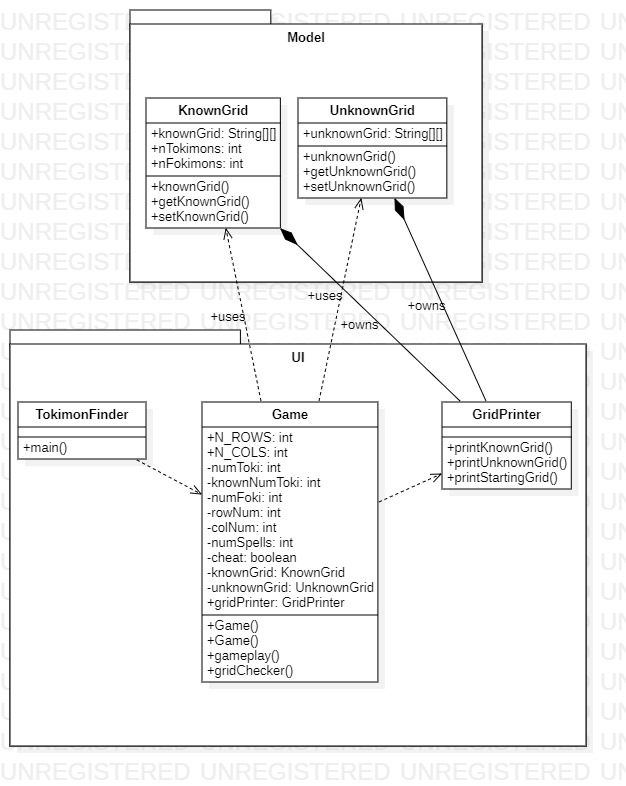 Model
KnownGrid
+knownGrid: String[][]
+nTokimons: int
+nFokimons: int
+knownGrid()
+getKnownGrid()
+setKnownGrid()
UnknownGrid
+unknownGrid: String[][]
+unknownGrid()
+getUnknownGrid()
+setUnknownGrid()
+uses
+uses
+owns
+owns
UI
TokimonFinder
+main()
Game
+N_ROWS: int
+N_COLS: int
-numToki: int
-knownNumToki: int
-numFoki: int
-rowNum: int
-colNum: int
-numSpells: int
-cheat: boolean
-knownGrid: KnownGrid
-unknownGrid: UnknownGrid
+gridPrinter: GridPrinter
+Game()
+Game()
+gameplay()
+gridChecker()
GridPrinter
+printKnownGrid()
+printUnknownGrid()
+printStartingGrid()
UNREGISTERED UNREGISTERED UNREGISTERED